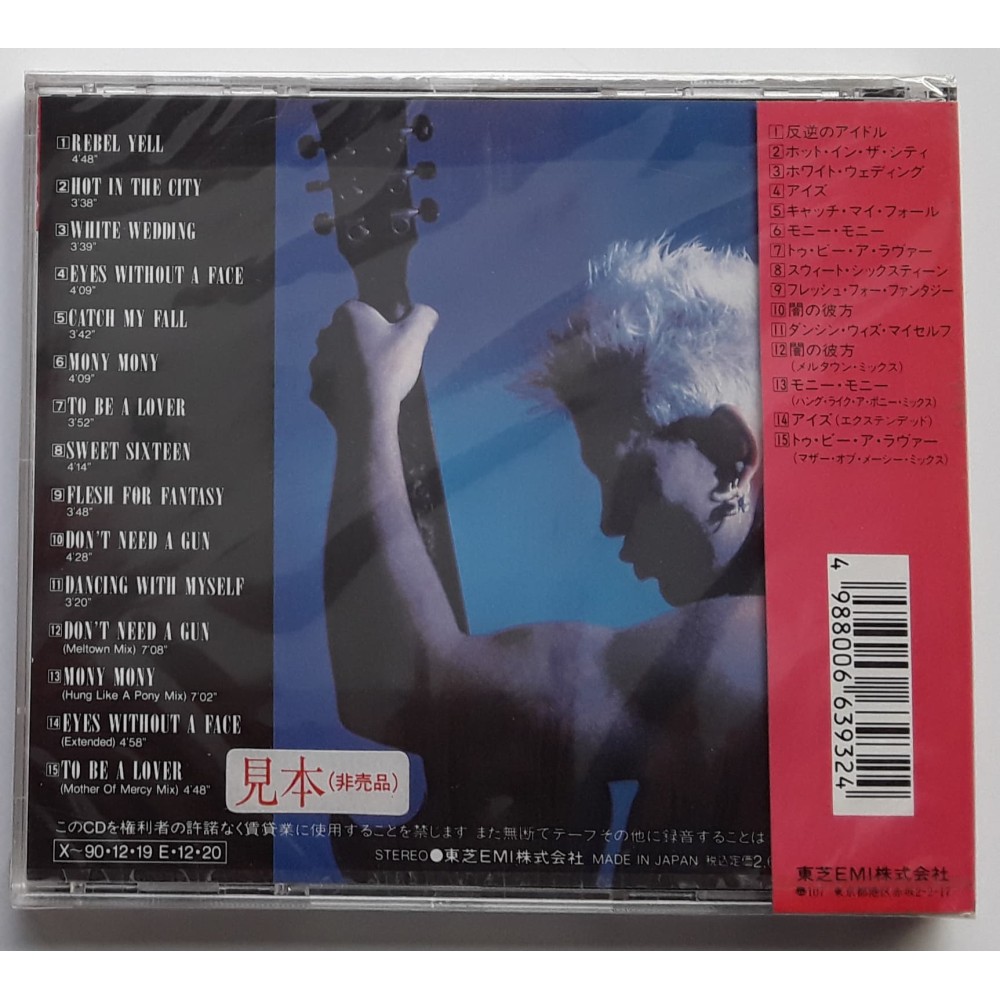 1 REBEL YELL
4'48"
2 HOT IN THE CITY
3'38"
3 WHITE WEDDING
3'39"
4 EYES WITHOUT A FACE
4'09"
5 CATCH MY FALL
3'42"
6 MONY MONY
4'09"
7 TO BE A LOVER
3'52"
8 SWEET SIXTEEN
4'14"
9 FLESH FOR FANTASY
3'48"
10 DON'T NEED A GUN
4'28"
11 DANCING WITH MYSELF
3'20"
12 DON'T NEED A GUN
(Meltown Mix) 7'08"
13 MONY MONY
(Hung Like A Pony Mix) 7'02"
14 EYES WITHOUT A FACE
(Extended) 4'58"
15 TO BE A LOVER
(Mother Of Mercy Mix) 4'48"
見本(非売品)
このCDを権利者の許諾なく賃貸業に使用することを禁じます また無断でテープその他に録音することは
X~90・12・19 E・12・20
STEREO●東芝EMI株式会社 MADE IN JAPAN 税込定価2,
1 反逆のアイドル
2 ホット・イン・ザ・シティ
3 ホワイト・ウェディング
4 アイズ
5 キャッチ・マイ・フォール
6 モニー・モニー
7 トゥ・ビー・ア・ラヴァー
8 スウィート・シックスティーン
9 フレッシュ・フォー・ファンタジー
10 闇の彼方
11 ダンシン・ウィズ・マイセルフ
12 闇の彼方
(メルタウン・ミックス)
13 モニー・モニー
(ハング・ライク・ア・ポニー・ミックス)
14 アイズ(エクステンデッド)
15 トゥ・ビー・ア・ラヴァー
(マザー・オブ・メーシー・ミックス)
4 988006 639324
東芝EMI株式会社
〒107 東京都港区赤坂2-2-17